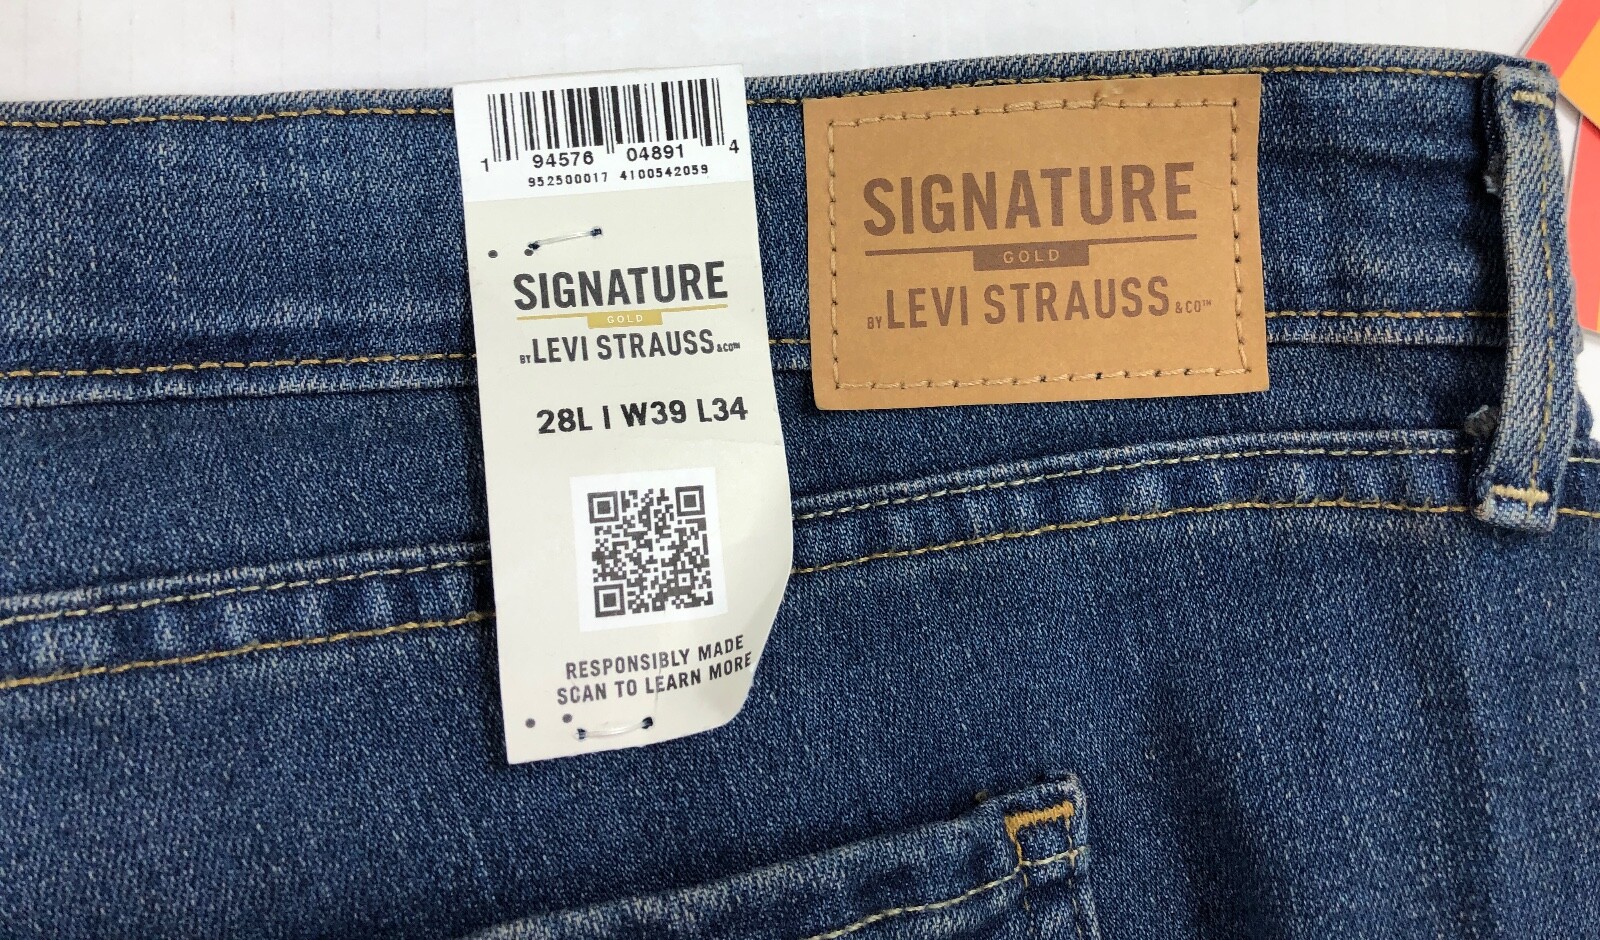 1 94576 04891 4
952500017 4100542059
SIGNATURE
GOLD
BY LEVI STRAUSS & CO™
28L | W39 L34
RESPONSIBLY MADE
SCAN TO LEARN MORE
SIGNATURE
GOLD
BY LEVI STRAUSS & CO™